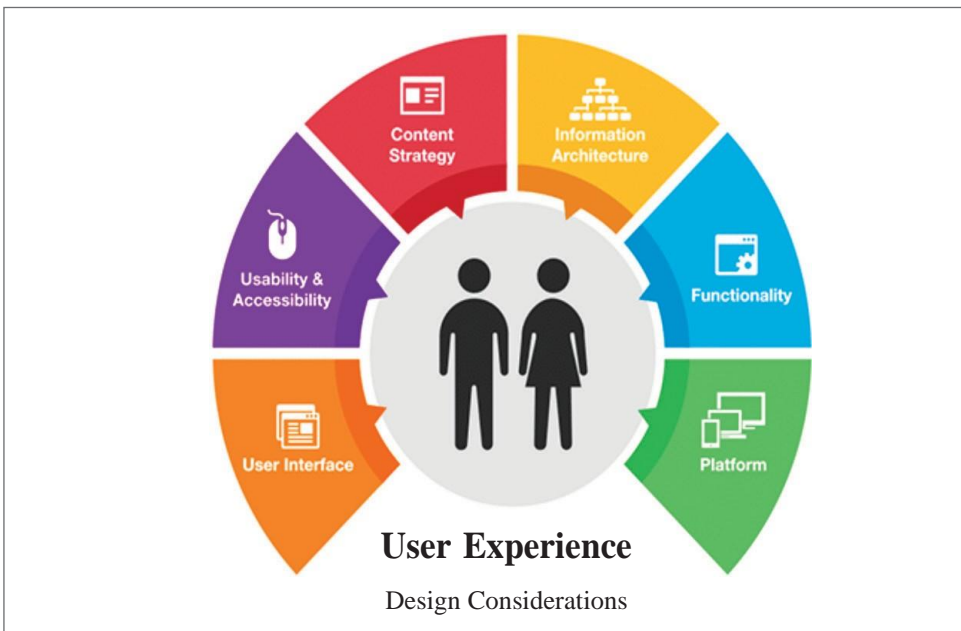 Content
Strategy
Information
Architecture
Usability &
Accessibility
Functionality
User Interface
Platform
User Experience
Design Considerations